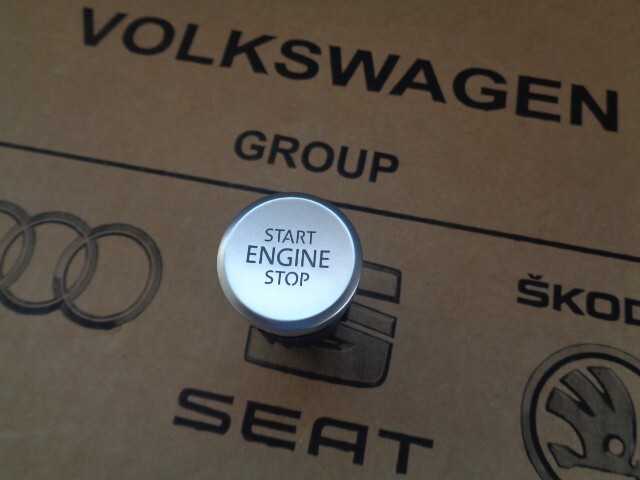 VOLKSWAGEN
GROUP
START
ENGINE
STOP
ŠKOD
SEAT